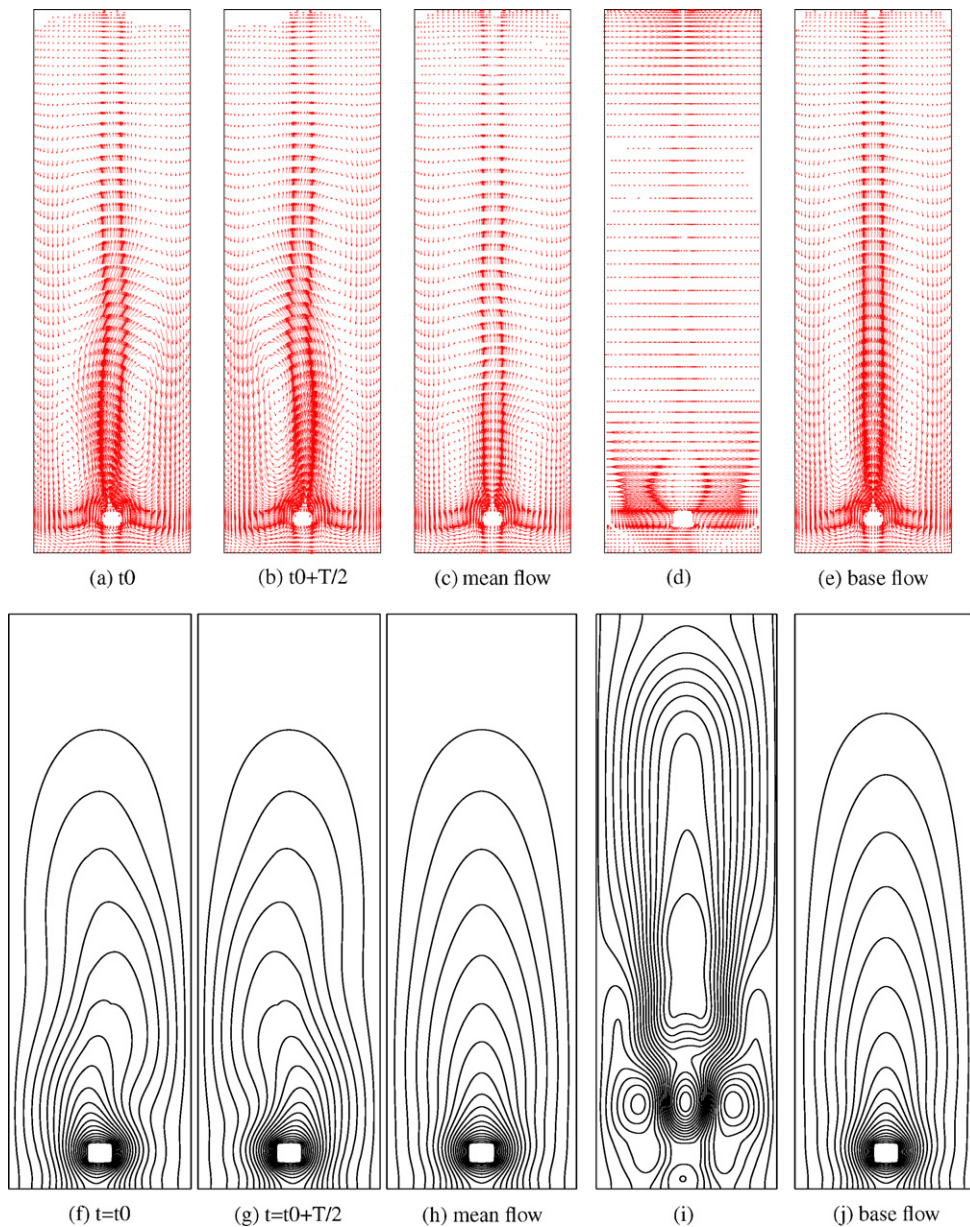 (a) t0
(b) t0+T/2
(c) mean flow
(d)
(e) base flow
(f) t=t0
(g) t=t0+T/2
(h) mean flow
(i)
(j) base flow